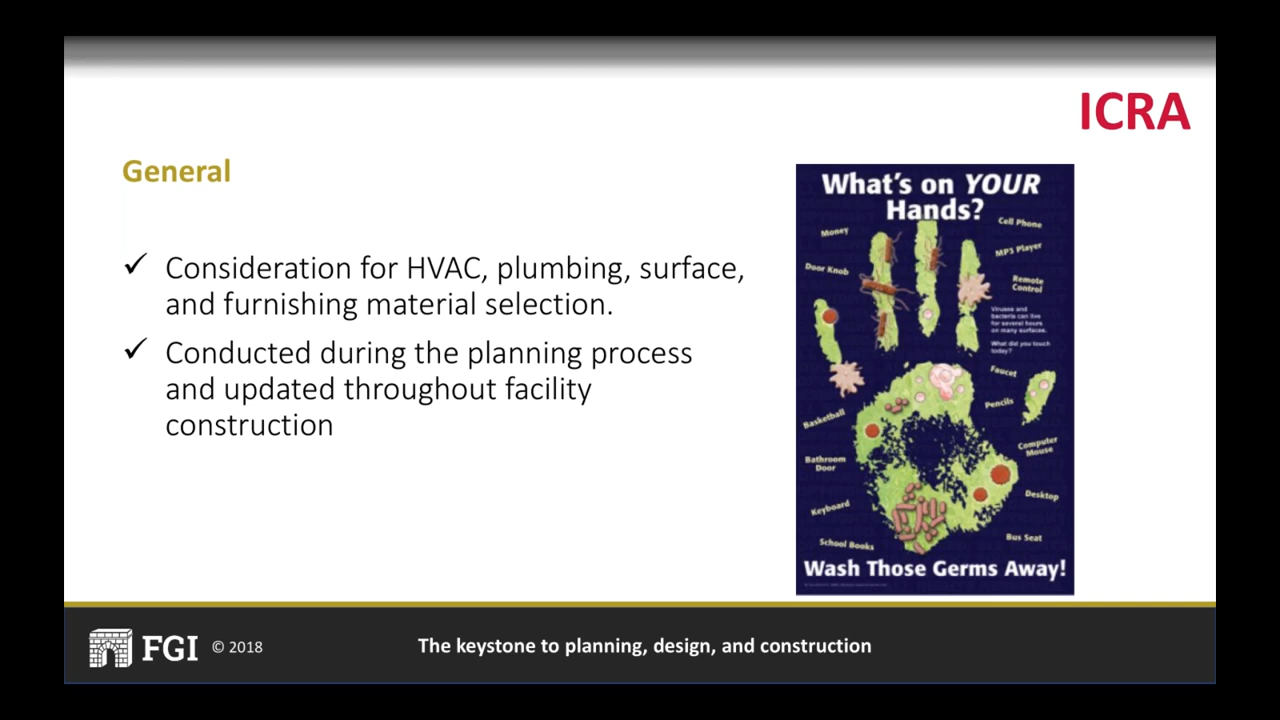 ICRA
General
✓ Consideration for HVAC, plumbing, surface,
and furnishing material selection.
✓ Conducted during the planning process
and updated throughout facility
construction
What's on YOUR
Hands?
Cell Phone
Money
MP3 Player
Door Knob
Remote
Control
Viruses and
bacteria can live
for several hours
on many surfaces.
What did you touch
today?
Faucet
Pencils
Basketball
Computer
Mouse
Bathroom
Door
Desktop
Keyboard
Bus Seat
School Books
Wash Those Germs Away!
FGI © 2018
The keystone to planning, design, and construction